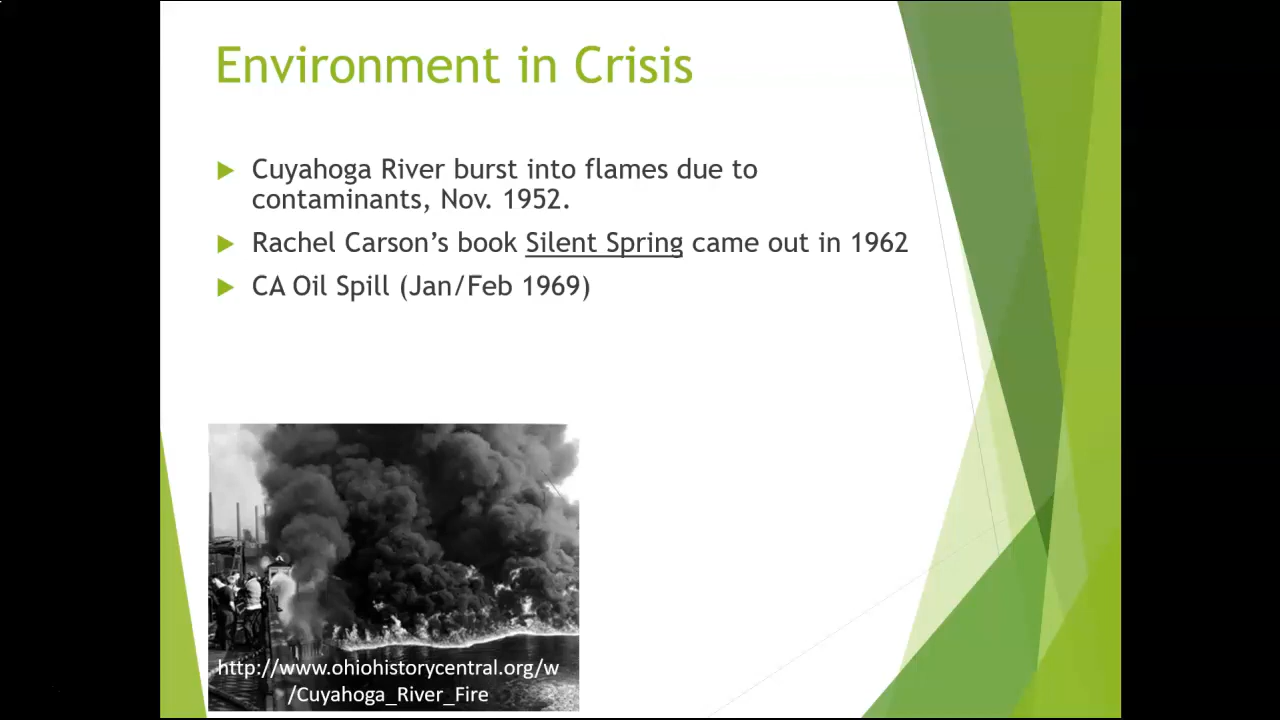 Environment in Crisis
Cuyahoga River burst into flames due to
contaminants, Nov. 1952.
Rachel Carson’s book Silent Spring came out in 1962
CA Oil Spill (Jan/Feb 1969)
http://www.ohiohistorycentral.org/w
/Cuyahoga_River_Fire